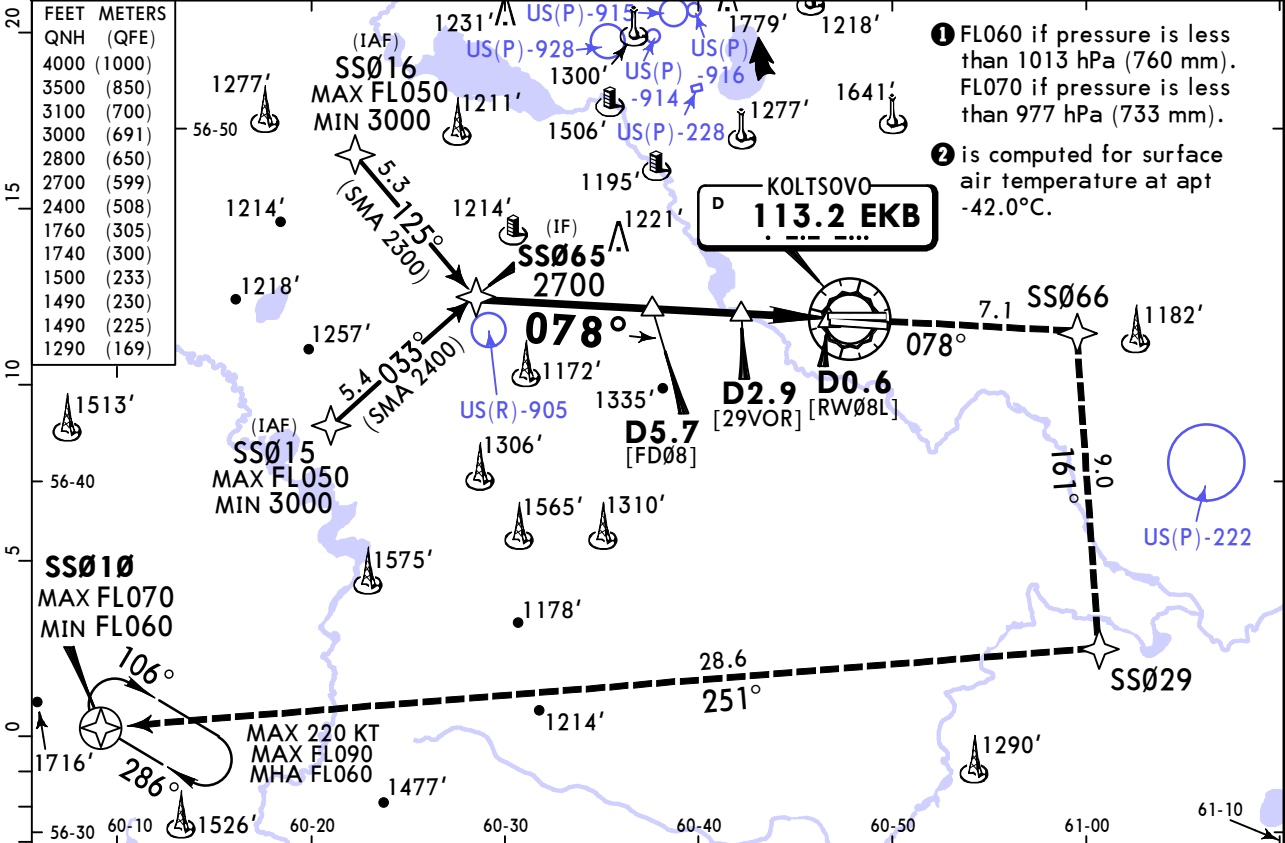 FEET METERS
QNH (QFE)
4000 (1000)
3500 (850)
3100 (700)
3000 (691)
2800 (650)
2700 (599)
2400 (508)
1760 (305)
1740 (300)
1500 (233)
1490 (230)
1490 (225)
1290 (169)
20
15
10
5
0
1231'
US(P)-915
1779'
1218'
US(P)-928
US(P)
-916
1300'
US(P)
-914
US(P)-228
(IAF)
SSØ16
MAX FL050
MIN 3000
1277'
1211'
1506'
1277'
1641'
56-50
1195'
❶ FL060 if pressure is less
than 1013 hPa (760 mm).
FL070 if pressure is less
than 977 hPa (733 mm).
❷ is computed for surface
air temperature at apt
-42.0°C.
KOLTSOVO
D 113.2 EKB
5.3
125°
(SMA 2300)
1214'
1214'
1221'
(IF)
SSØ65
2700
078°
1218'
1257'
7.1
078°
SSØ66
1182'
5.4
033°
(SMA 2400)
US(R)-905
1172'
1335'
D5.7
[FDØ8]
D2.9
[29VOR]
D0.6
[RWØ8L]
1513'
(IAF)
SSØ15
MAX FL050
MIN 3000
1306'
56-40
1565'
1310'
161°
9.0
US(P)-222
1575'
SSØ1Ø
MAX FL070
MIN FL060
1178'
106°
28.6
251°
SSØ29
1214'
1716'
286°
MAX 220 KT
MAX FL090
MHA FL060
1290'
1477'
1526'
56-30
60-10
60-20
60-30
60-40
60-50
61-00
61-10